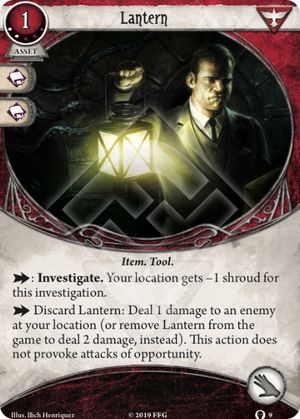 Lantern
1
ASSET
Item. Tool.
: Investigate. Your location gets –1 shroud for
this investigation.
Discard Lantern: Deal 1 damage to an enemy
at your location (or remove Lantern from the
game to deal 2 damage, instead). This action does
not provoke attacks of opportunity.
Illus. Ilich Henriquez
© 2019 FFG
9